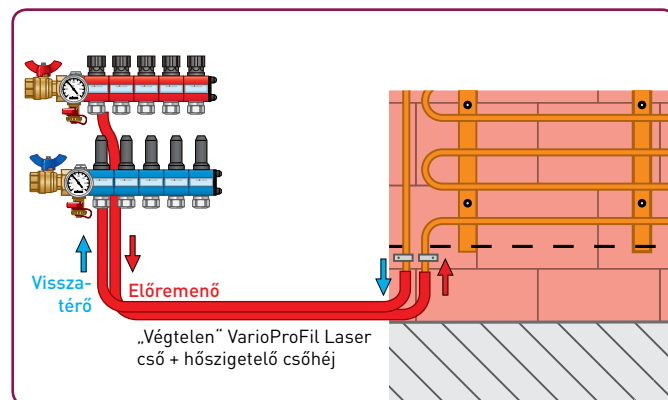 Vissza-
térő
Előremenő
„Végtelen“ VarioProFil Laser
cső + hőszigetelő csőhéj